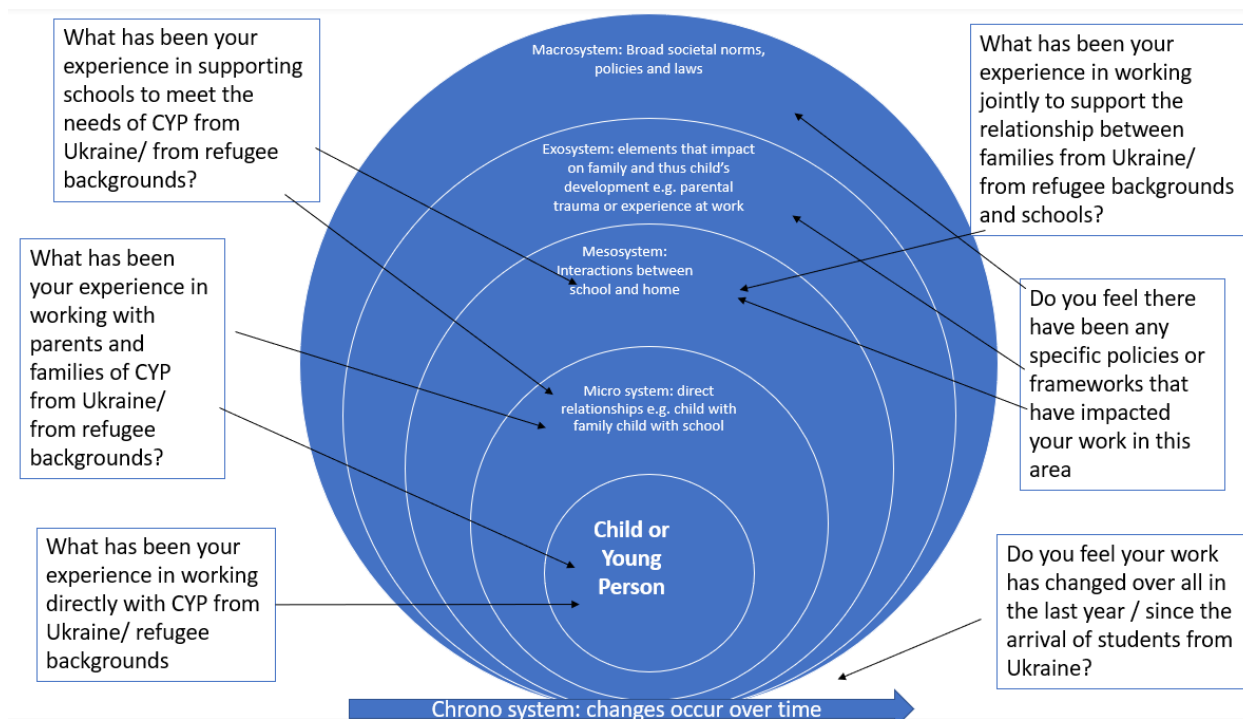 What has been your
experience in supporting
schools to meet the
needs of CYP from
Ukraine/ from refugee
backgrounds?
What has been
your experience in
working with
parents and
families of CYP
from Ukraine/
from refugee
backgrounds?
What has been your
experience in working
directly with CYP from
Ukraine/ refugee
backgrounds
Macrosystem: Broad societal norms,
policies and laws
Exosystem: elements that impact
on family and thus child's
development e.g. parental
trauma or experience at work
Mesosystem:
Interactions between
school and home
Micro system: direct
relationships e.g. child with
family child with school
Child or
Young
Person
Chrono system: changes occur over time
What has been your
experience in working
jointly to support the
relationship between
families from Ukraine/
from refugee backgrounds
and schools?
Do you feel there
have been any
specific policies or
frameworks that
have impacted
your work in this
area
Do you feel your work
has changed over all in
the last year / since the
arrival of students from
Ukraine?